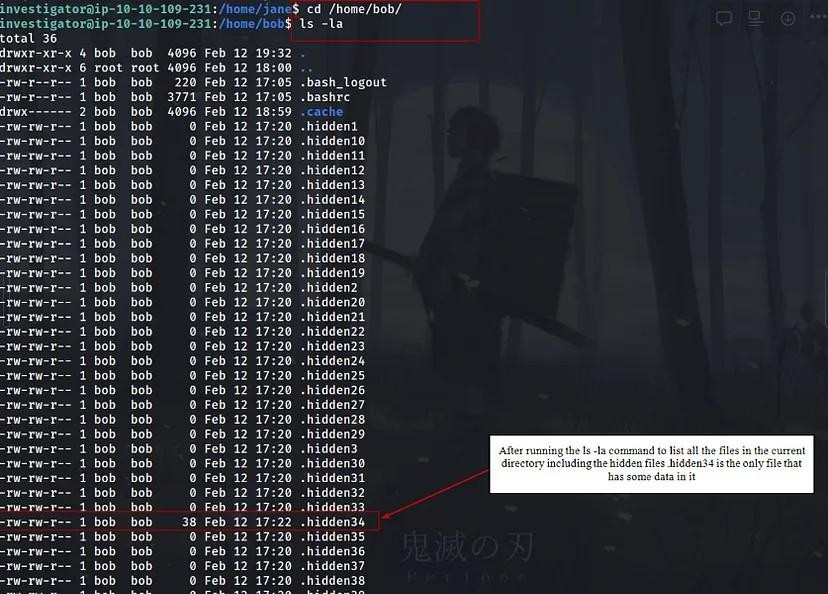 investigator@ip-10-10-109-231:/home/jane$ cd /home/bob/
investigator@ip-10-10-109-231:/home/bob$ ls -la
total 36
drwxr-xr-x 4 bob  bob  4096 Feb 12 19:32 .
drwxr-xr-x 6 root root 4096 Feb 12 18:00 ..
-rw-r--r-- 1 bob  bob   220 Feb 12 17:05 .bash_logout
-rw-r--r-- 1 bob  bob  3771 Feb 12 17:05 .bashrc
drwx------ 2 bob  bob  4096 Feb 12 18:59 .cache
-rw-rw-r-- 1 bob  bob     0 Feb 12 17:20 .hidden1
-rw-rw-r-- 1 bob  bob     0 Feb 12 17:20 .hidden10
-rw-rw-r-- 1 bob  bob     0 Feb 12 17:20 .hidden11
-rw-rw-r-- 1 bob  bob     0 Feb 12 17:20 .hidden12
-rw-rw-r-- 1 bob  bob     0 Feb 12 17:20 .hidden13
-rw-rw-r-- 1 bob  bob     0 Feb 12 17:20 .hidden14
-rw-rw-r-- 1 bob  bob     0 Feb 12 17:20 .hidden15
-rw-rw-r-- 1 bob  bob     0 Feb 12 17:20 .hidden16
-rw-rw-r-- 1 bob  bob     0 Feb 12 17:20 .hidden17
-rw-rw-r-- 1 bob  bob     0 Feb 12 17:20 .hidden18
-rw-rw-r-- 1 bob  bob     0 Feb 12 17:20 .hidden19
-rw-rw-r-- 1 bob  bob     0 Feb 12 17:20 .hidden2
-rw-rw-r-- 1 bob  bob     0 Feb 12 17:20 .hidden20
-rw-rw-r-- 1 bob  bob     0 Feb 12 17:20 .hidden21
-rw-rw-r-- 1 bob  bob     0 Feb 12 17:20 .hidden22
-rw-rw-r-- 1 bob  bob     0 Feb 12 17:20 .hidden23
-rw-rw-r-- 1 bob  bob     0 Feb 12 17:20 .hidden24
-rw-rw-r-- 1 bob  bob     0 Feb 12 17:20 .hidden25
-rw-rw-r-- 1 bob  bob     0 Feb 12 17:20 .hidden26
-rw-rw-r-- 1 bob  bob     0 Feb 12 17:20 .hidden27
-rw-rw-r-- 1 bob  bob     0 Feb 12 17:20 .hidden28
-rw-rw-r-- 1 bob  bob     0 Feb 12 17:20 .hidden29
-rw-rw-r-- 1 bob  bob     0 Feb 12 17:20 .hidden3
-rw-rw-r-- 1 bob  bob     0 Feb 12 17:20 .hidden30
-rw-rw-r-- 1 bob  bob     0 Feb 12 17:20 .hidden31
-rw-rw-r-- 1 bob  bob     0 Feb 12 17:20 .hidden32
-rw-rw-r-- 1 bob  bob     0 Feb 12 17:20 .hidden33
-rw-rw-r-- 1 bob  bob    38 Feb 12 17:22 .hidden34
-rw-rw-r-- 1 bob  bob     0 Feb 12 17:20 .hidden35
-rw-rw-r-- 1 bob  bob     0 Feb 12 17:20 .hidden36
-rw-rw-r-- 1 bob  bob     0 Feb 12 17:20 .hidden37
-rw-rw-r-- 1 bob  bob     0 Feb 12 17:20 .hidden38
After running the ls -la command to list all the files in the current
directory including the hidden files .hidden34 is the only file that
has some data in it
鬼滅の刃